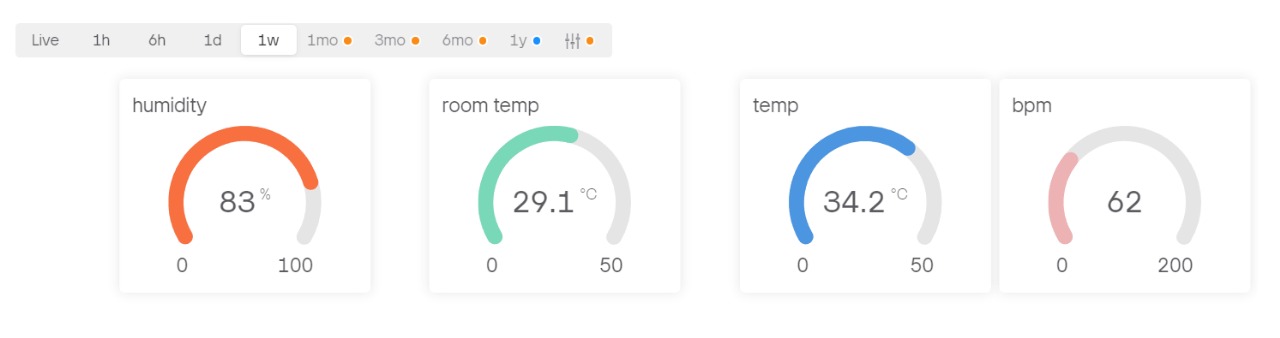 Live 1h 6h 1d 1w 1mo 3mo 6mo 1y
humidity
83 %
0 100
room temp
29.1 °C
0 50
temp
34.2 °C
0 50
bpm
62
0 200